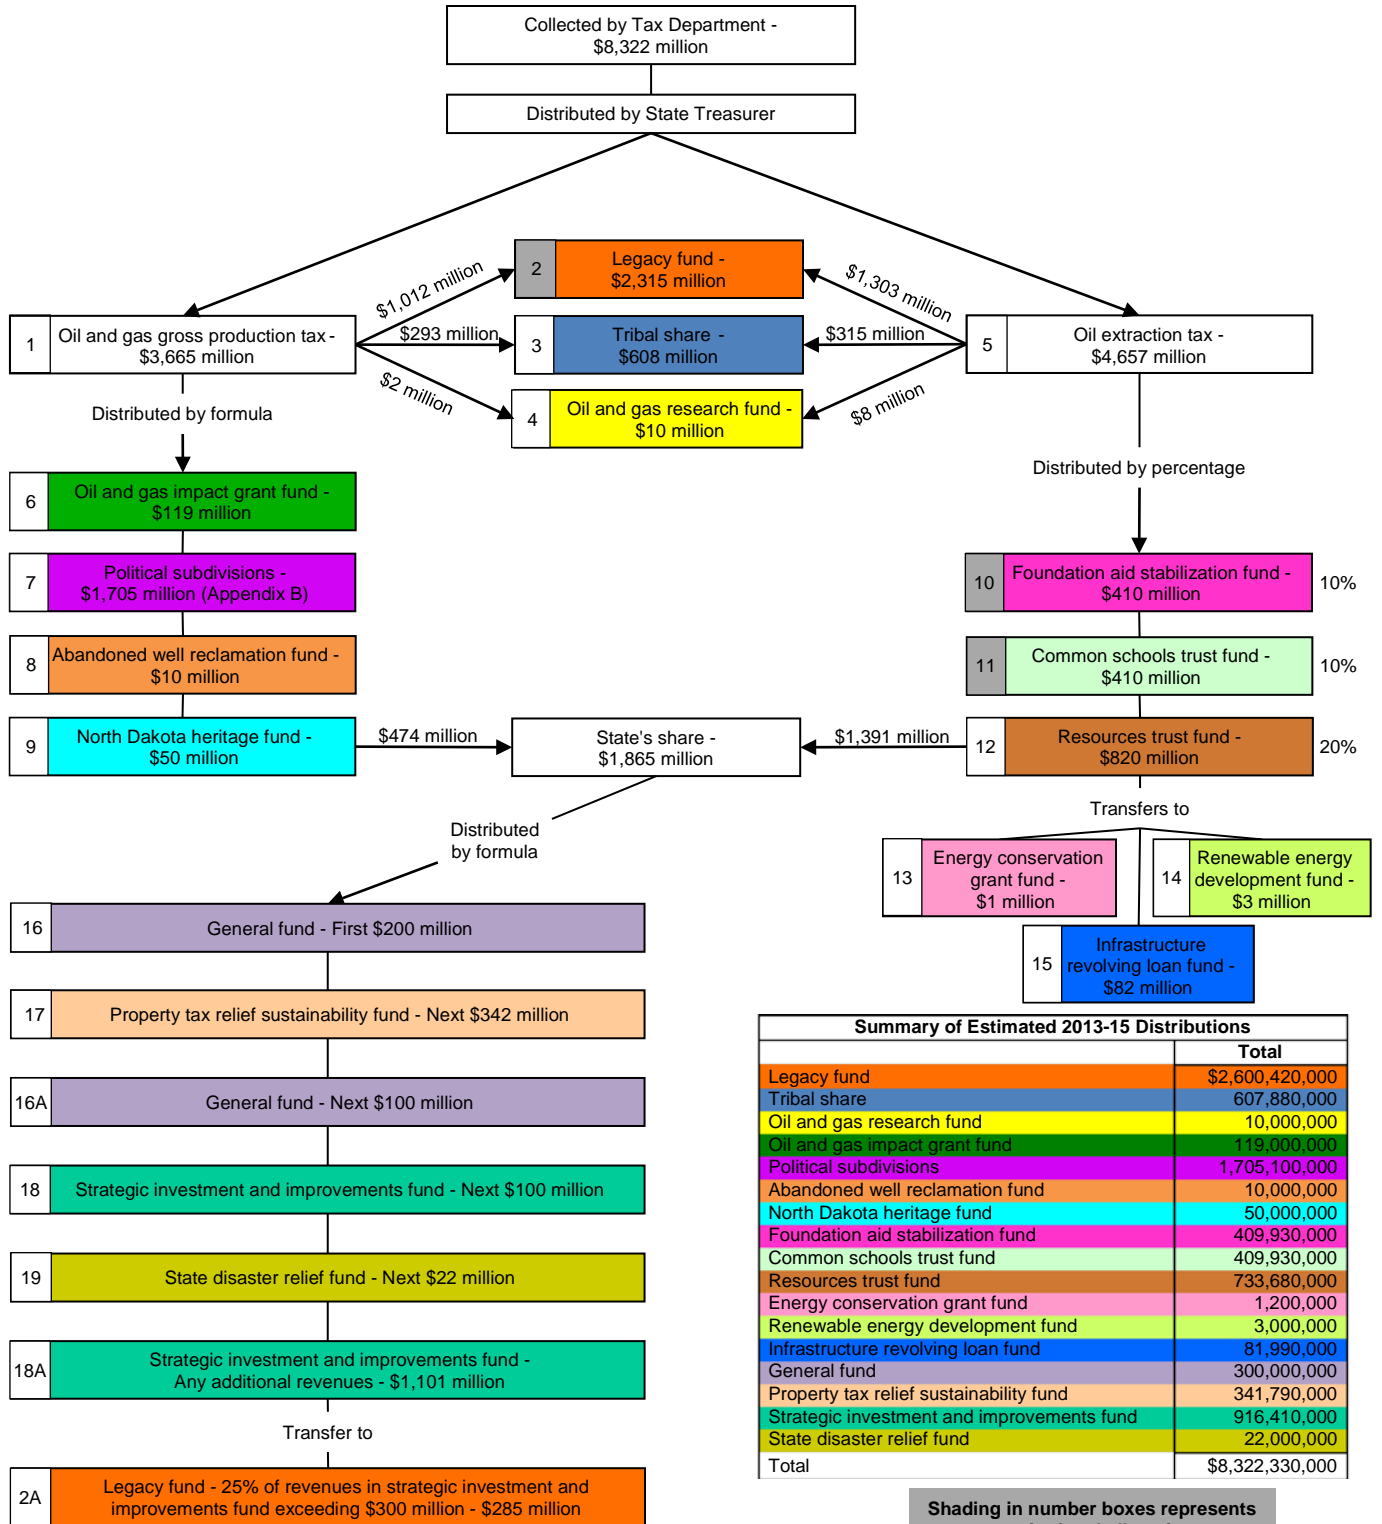 Collected by Tax Department -
$8,322 million
Distributed by State Treasurer
2
Legacy fund -
$2,315 million
$1,012 million
$1,303 million
1
Oil and gas gross production tax -
$3,665 million
$293 million
3
Tribal share -
$608 million
$315 million
5
Oil extraction tax -
$4,657 million
$2 million
4
Oil and gas research fund -
$10 million
$8 million
Distributed by formula
Distributed by percentage
6
Oil and gas impact grant fund -
$119 million
7
Political subdivisions -
$1,705 million (Appendix B)
10
Foundation aid stabilization fund -
$410 million
10%
8
Abandoned well reclamation fund -
$10 million
11
Common schools trust fund -
$410 million
10%
9
North Dakota heritage fund -
$50 million
$474 million
State's share -
$1,865 million
$1,391 million
12
Resources trust fund -
$820 million
20%
Transfers to
Distributed
by formula
13
Energy conservation
grant fund -
$1 million
14
Renewable energy
development fund -
$3 million
15
Infrastructure
revolving loan fund -
$82 million
16
General fund - First $200 million
17
Property tax relief sustainability fund - Next $342 million
16A
General fund - Next $100 million
18
Strategic investment and improvements fund - Next $100 million
19
State disaster relief fund - Next $22 million
18A
Strategic investment and improvements fund -
Any additional revenues - $1,101 million
Transfer to
2A
Legacy fund - 25% of revenues in strategic investment and
improvements fund exceeding $300 million - $285 million
Summary of Estimated 2013-15 Distributions
Total
Legacy fund $2,600,420,000
Tribal share 607,880,000
Oil and gas research fund 10,000,000
Oil and gas impact grant fund 119,000,000
Political subdivisions 1,705,100,000
Abandoned well reclamation fund 10,000,000
North Dakota heritage fund 50,000,000
Foundation aid stabilization fund 409,930,000
Common schools trust fund 409,930,000
Resources trust fund 733,680,000
Energy conservation grant fund 1,200,000
Renewable energy development fund 3,000,000
Infrastructure revolving loan fund 81,990,000
General fund 300,000,000
Property tax relief sustainability fund 341,790,000
Strategic investment and improvements fund 916,410,000
State disaster relief fund 22,000,000
Total $8,322,330,000
Shading in number boxes represents